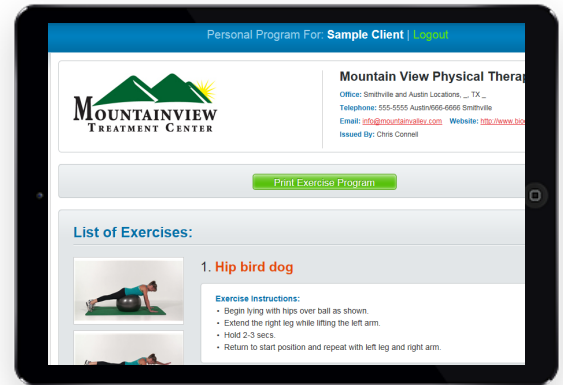 Personal Program For: Sample Client | Logout
MOUNTAINVIEW
TREATMENT CENTER
Mountain View Physical Therap
Office: Smithville and Austin Locations, _, TX _
Telephone: 555-5555 Austin/666-6666 Smithville
Email: info@mountainvalley.com Website: http://www.bio
Issued By: Chris Connell
Print Exercise Program
List of Exercises:
1. Hip bird dog
Exercise Instructions:
• Begin lying with hips over ball as shown.
• Extend the right leg while lifting the left arm.
• Hold 2-3 secs.
• Return to start position and repeat with left leg and right arm.